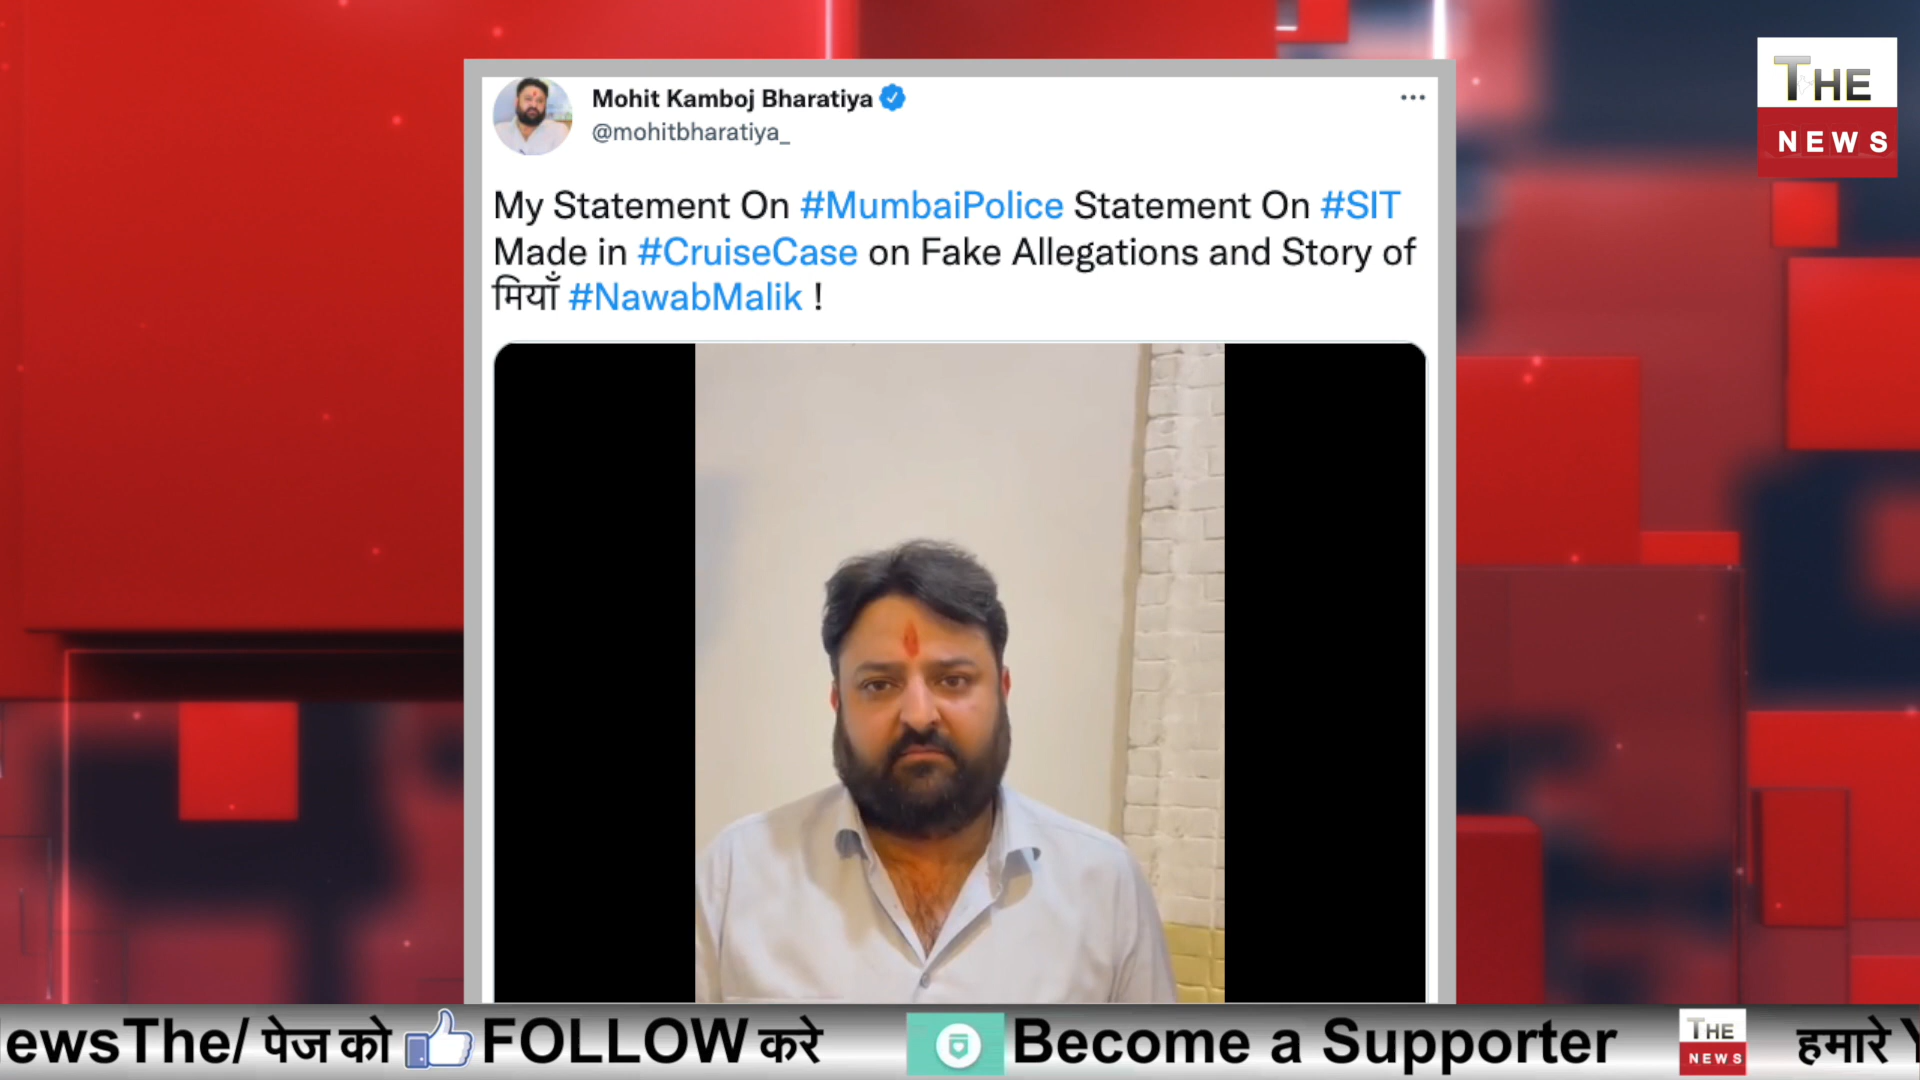 Mohit Kamboj Bharatiya
@mohitbharatiya_
THE
NEWS
My Statement On #MumbaiPolice Statement On #SIT
Made in #CruiseCase on Fake Allegations and Story of
मियाँ #NawabMalik !
ewsThe/ पेज को FOLLOW करे Become a Supporter THE NEWS हमारे